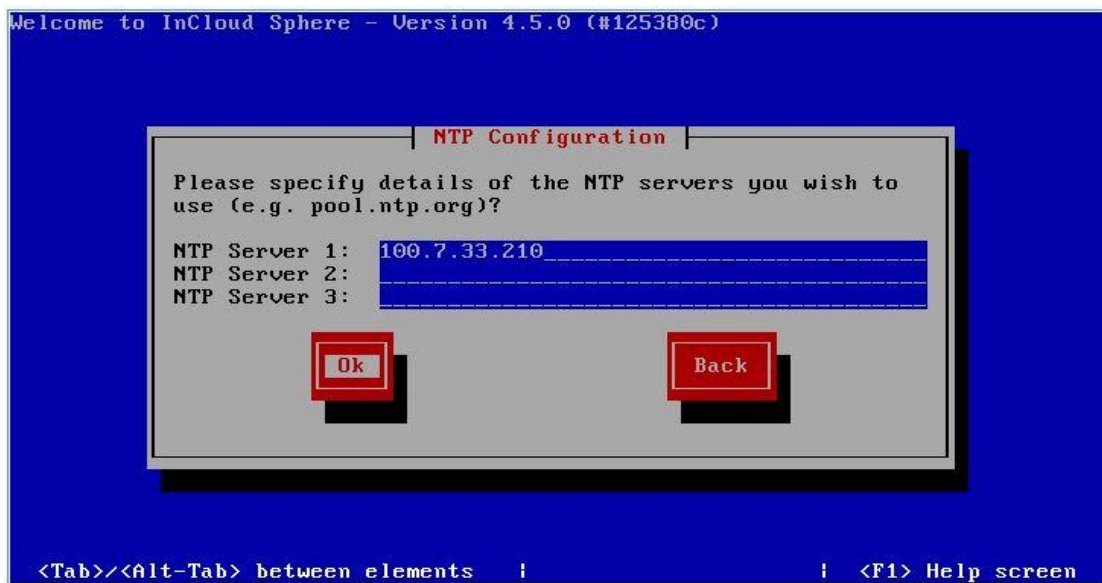 Welcome to InCloud Sphere - Version 4.5.0 (#125380c)
NTP Configuration
Please specify details of the NTP servers you wish to
use (e.g. pool.ntp.org)?
NTP Server 1: 100.7.33.210
NTP Server 2:
NTP Server 3:
Ok Back
<Tab>/<Alt-Tab> between elements | | <F1> Help screen